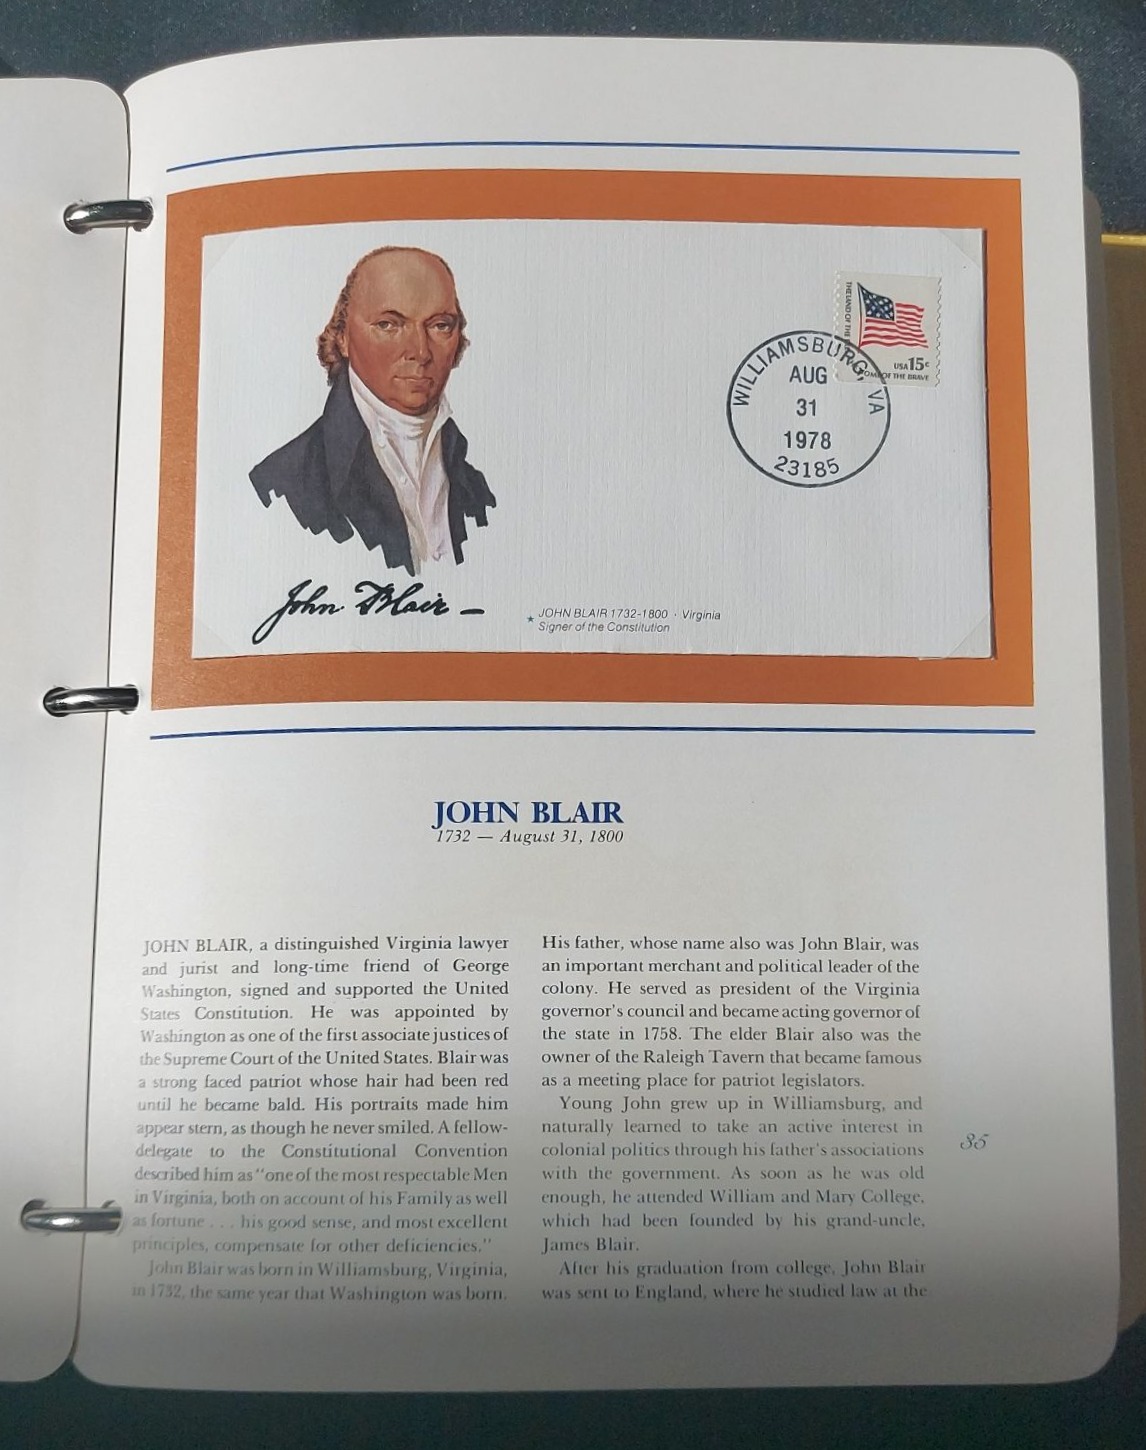 WILLIAMSBURG, VA
AUG
31
1978
23185
THE LAND OF THE
USA 15c
OF THE BRAVE
John Blair
★ JOHN BLAIR 1732-1800 · Virginia
Signer of the Constitution
JOHN BLAIR
1732 — August 31, 1800
JOHN BLAIR, a distinguished Virginia lawyer
and jurist and long-time friend of George
Washington, signed and supported the United
States Constitution. He was appointed by
Washington as one of the first associate justices of
the Supreme Court of the United States. Blair was
a strong faced patriot whose hair had been red
until he became bald. His portraits made him
appear stern, as though he never smiled. A fellow-
delegate to the Constitutional Convention
described him as "one of the most respectable Men
in Virginia, both on account of his Family as well
as fortune . . . his good sense, and most excellent
principles, compensate for other deficiencies."
John Blair was born in Williamsburg, Virginia,
in 1732, the same year that Washington was born.
His father, whose name also was John Blair, was
an important merchant and political leader of the
colony. He served as president of the Virginia
governor's council and became acting governor of
the state in 1758. The elder Blair also was the
owner of the Raleigh Tavern that became famous
as a meeting place for patriot legislators.
Young John grew up in Williamsburg, and
naturally learned to take an active interest in
colonial politics through his father's associations
with the government. As soon as he was old
enough, he attended William and Mary College,
which had been founded by his grand-uncle,
James Blair.
After his graduation from college, John Blair
was sent to England, where he studied law at the
35